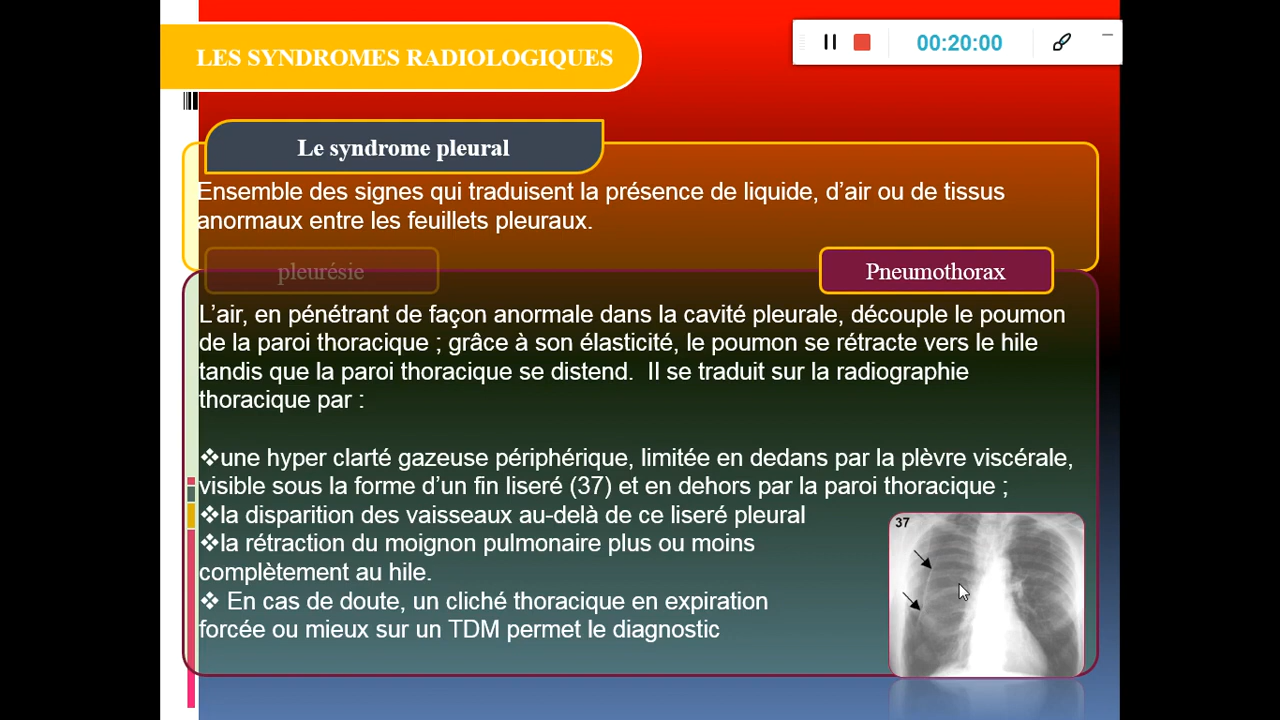 LES SYNDROMES RADIOLOGIQUES
00:20:00
Le syndrome pleural
Ensemble des signes qui traduisent la présence de liquide, d’air ou de tissus
anormaux entre les feuillets pleuraux.
pleurésie
Pneumothorax
L’air, en pénétrant de façon anormale dans la cavité pleurale, découple le poumon
de la paroi thoracique ; grâce à son élasticité, le poumon se rétracte vers le hile
tandis que la paroi thoracique se distend. Il se traduit sur la radiographie
thoracique par :
❖une hyper clarté gazeuse périphérique, limitée en dedans par la plèvre viscérale,
visible sous la forme d’un fin liseré (37) et en dehors par la paroi thoracique ;
❖la disparition des vaisseaux au-delà de ce liseré pleural
❖la rétraction du moignon pulmonaire plus ou moins
complètement au hile.
❖ En cas de doute, un cliché thoracique en expiration
forcée ou mieux sur un TDM permet le diagnostic
37